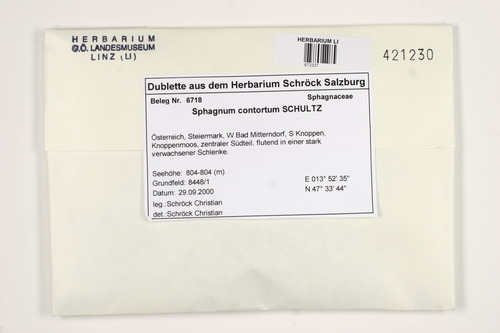 HERBARIUM
O.Ö. LANDESMUSEUM
LINZ (LI)
HERBARIUM LI
421230
Dublette aus dem Herbarium Schröck Salzburg
Beleg Nr. 6718 Sphagnaceae
Sphagnum contortum SCHULTZ
Österreich, Steiermark, W Bad Mitterndorf, S Knoppen,
Knoppenmoos, zentraler Südteil, flutend in einer stark
verwachsener Schlenke.
Seehöhe: 804-804 (m) E 013° 52' 35"
Grundfeld: 8448/1 N 47° 33' 44"
Datum: 29.09.2000
leg.:Schröck Christian
det.:Schröck Christian